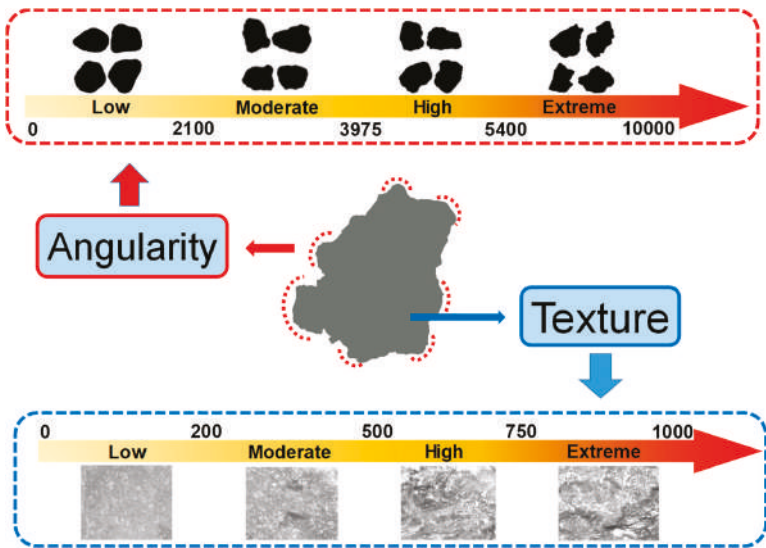 Low Moderate High Extreme
0 2100 3975 5400 10000
Angularity
Texture
0 200 500 750 1000
Low Moderate High Extreme